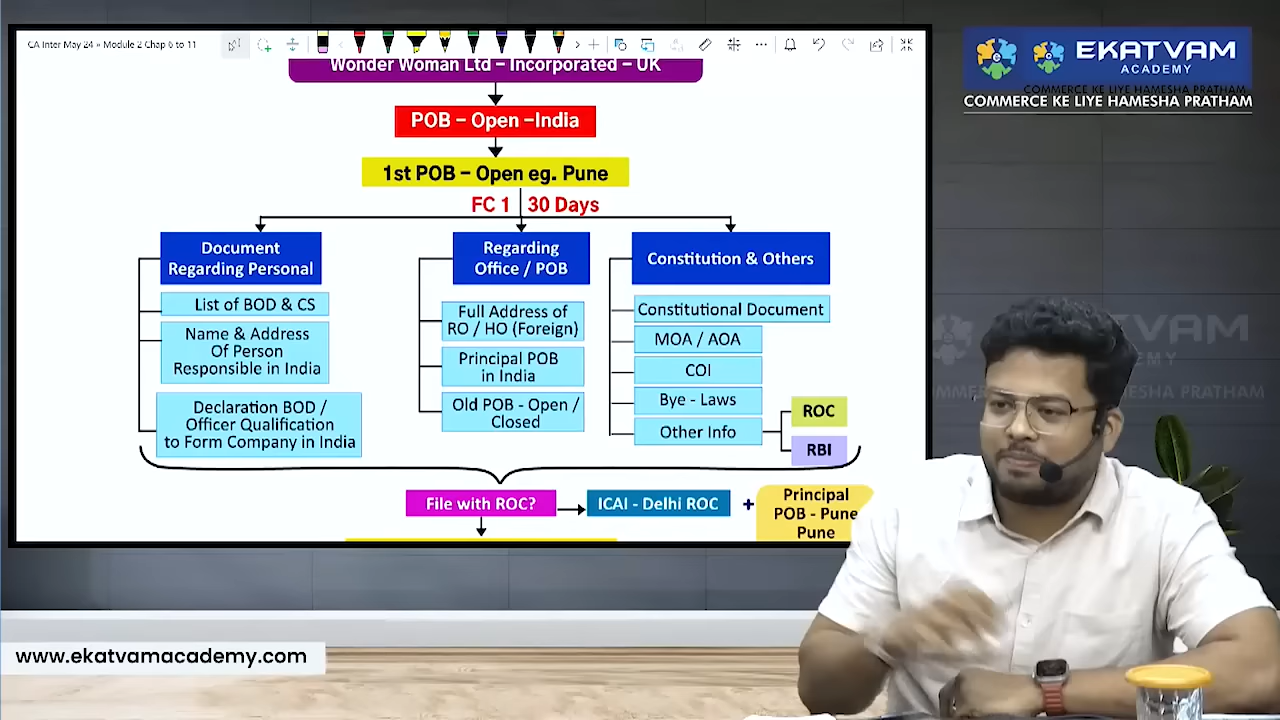 CA Inter May 24 » Module 2 Chap 6 to 11
Wonder Woman Ltd – Incorporated – UK
POB – Open –India
1st POB – Open eg. Pune
FC 1 30 Days
Document
Regarding Personal
List of BOD & CS
Name & Address
Of Person
Responsible in India
Declaration BOD /
Officer Qualification
to Form Company in India
Regarding
Office / POB
Full Address of
RO / HO (Foreign)
Principal POB
in India
Old POB - Open /
Closed
Constitution & Others
Constitutional Document
MOA / AOA
COI
Bye - Laws
Other Info
ROC
RBI
File with ROC?
ICAI - Delhi ROC
+
Principal
POB - Pune
Pune
EKATVAM
ACADEMY
COMMERCE KE LIYE HAMESHA PRATHAM
COMMERCE KE LIYE HAMESHA PRATHAM
www.ekatvamacademy.com